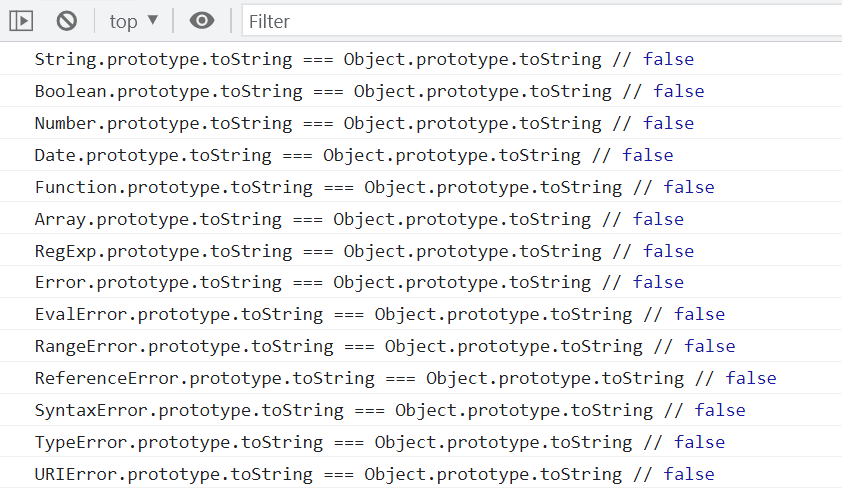 top ▼
Filter
String.prototype.toString === Object.prototype.toString // false
Boolean.prototype.toString === Object.prototype.toString // false
Number.prototype.toString === Object.prototype.toString // false
Date.prototype.toString === Object.prototype.toString // false
Function.prototype.toString === Object.prototype.toString // false
Array.prototype.toString === Object.prototype.toString // false
RegExp.prototype.toString === Object.prototype.toString // false
Error.prototype.toString === Object.prototype.toString // false
EvalError.prototype.toString === Object.prototype.toString // false
RangeError.prototype.toString === Object.prototype.toString // false
ReferenceError.prototype.toString === Object.prototype.toString // false
SyntaxError.prototype.toString === Object.prototype.toString // false
TypeError.prototype.toString === Object.prototype.toString // false
URIError.prototype.toString === Object.prototype.toString // false